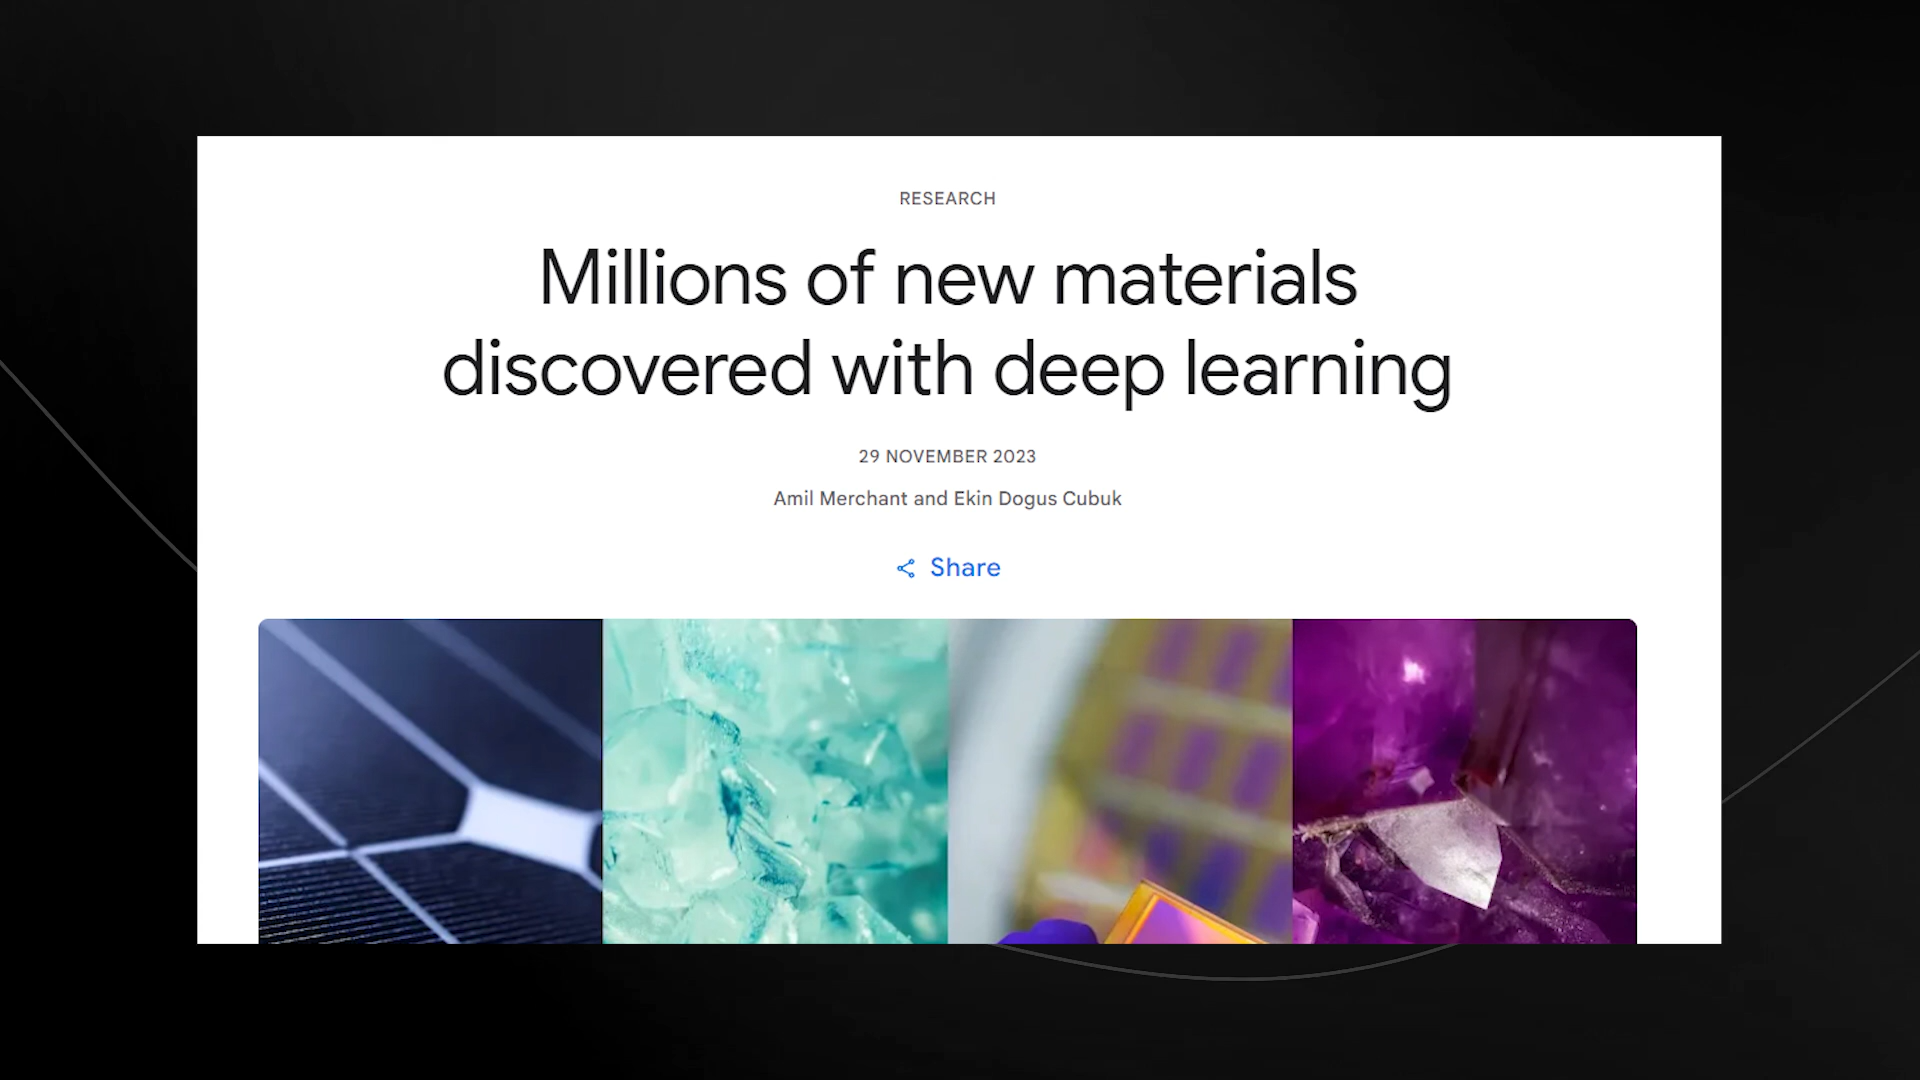 RESEARCH
Millions of new materials
discovered with deep learning
29 NOVEMBER 2023
Amil Merchant and Ekin Dogus Cubuk
Share